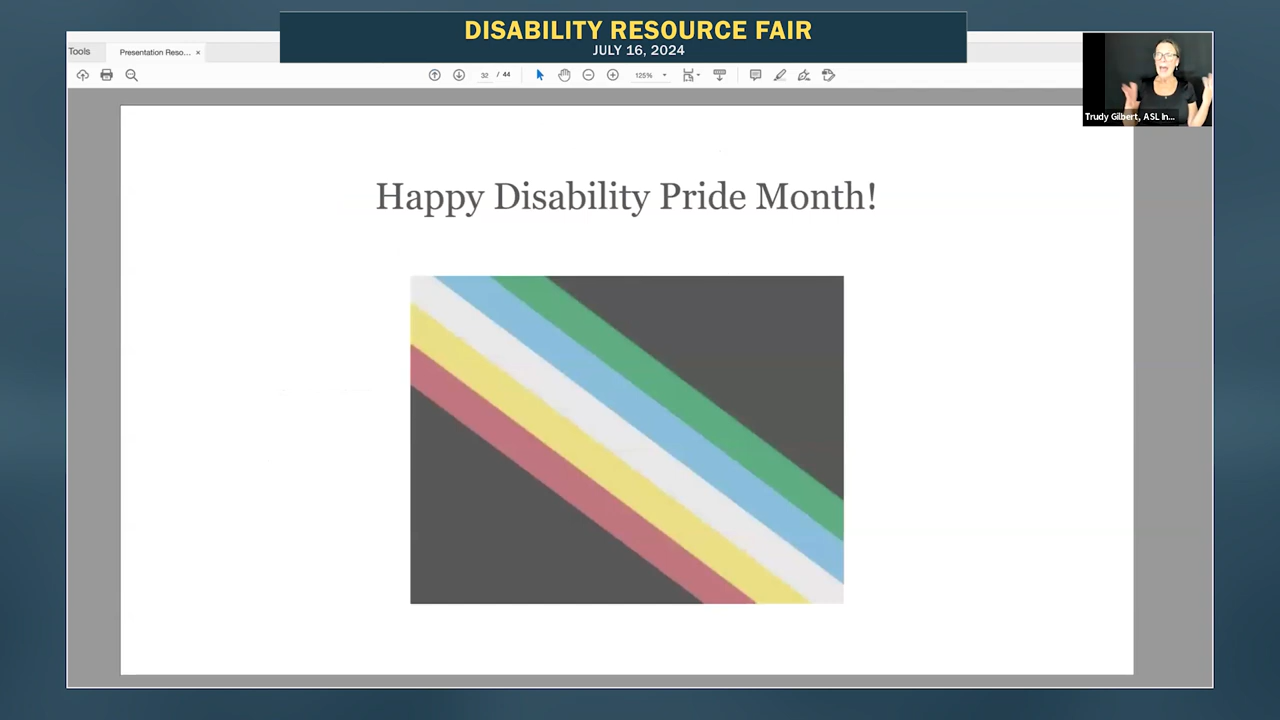 DISABILITY RESOURCE FAIR
JULY 16, 2024
Tools
Presentation Reso... ×
32 / 44
125%
Trudy Gilbert, ASL In...
Happy Disability Pride Month!